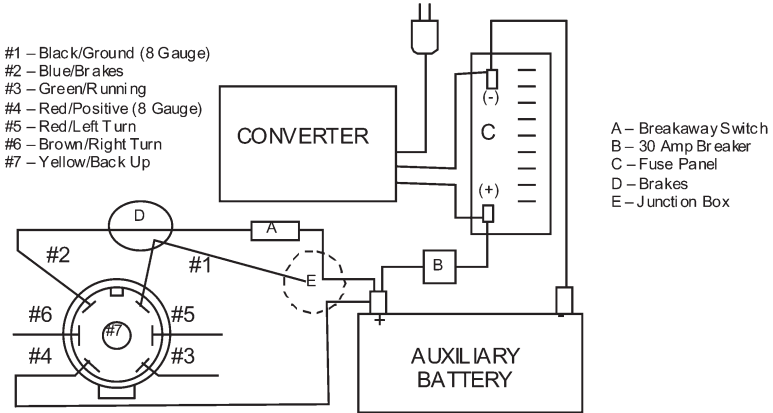 #1 – Black/Ground (8 Gauge)
#2 – Blue/Brakes
#3 – Green/Running
#4 – Red/Positive (8 Gauge)
#5 – Red/Left Turn
#6 – Brown/Right Turn
#7 – Yellow/Back Up
CONVERTER
(-)
C
(+)
A – Breakaway Switch
B – 30 Amp Breaker
C – Fuse Panel
D – Brakes
E – Junction Box
D
A
#2
#1
E
B
#6
#7
#5
#4
#3
+
-
AUXILIARY
BATTERY